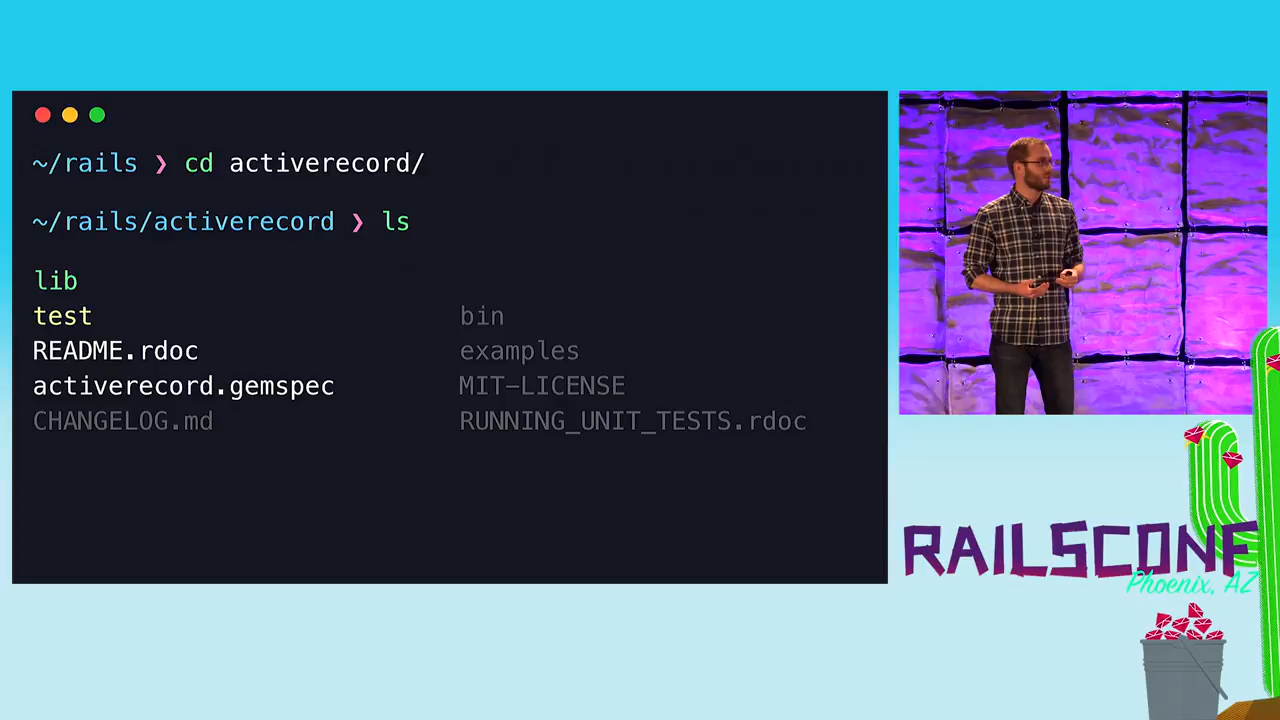 ~/rails ❯ cd activerecord/
~/rails/activerecord ❯ ls
lib
test bin
README.rdoc examples
activerecord.gemspec MIT-LICENSE
CHANGELOG.md RUNNING_UNIT_TESTS.rdoc
RAILSCONF
Phoenix, AZ